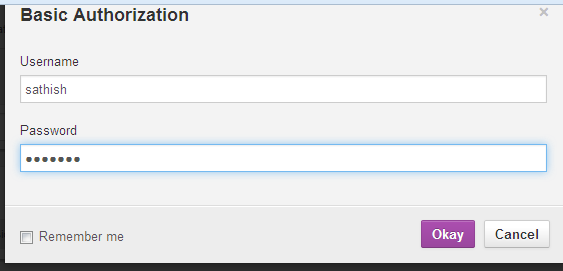 Basic Authorization
×
Username
sathish
Password
•••••••
Remember me
Okay
Cancel